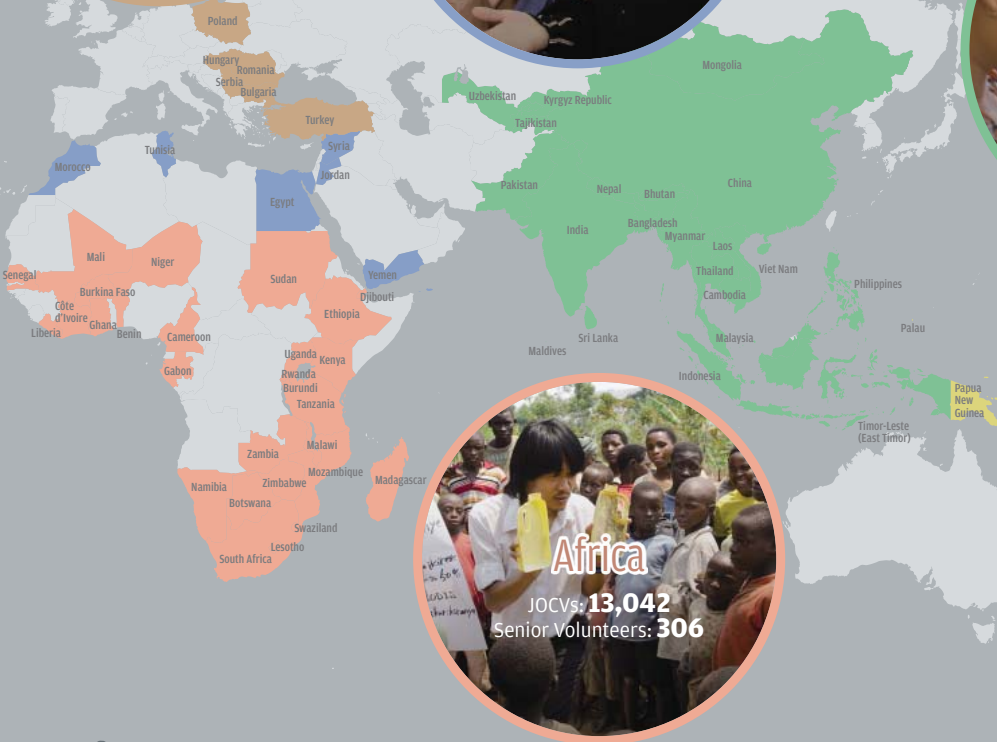 Poland
Hungary
Romania
Serbia
Bulgaria
Turkey
Uzbekistan
Kyrgyz Republic
Tajikistan
Mongolia
Morocco
Tunisia
Syria
Jordan
Egypt
Pakistan
Nepal
Bhutan
China
India
Bangladesh
Myanmar
Laos
Thailand
Viet Nam
Cambodia
Philippines
Palau
Sri Lanka
Maldives
Malaysia
Indonesia
Papua
New
Guinea
Timor-Leste
(East Timor)
Mali
Niger
Senegal
Burkina Faso
Côte
d'Ivoire
Ghana
Liberia
Benin
Cameroon
Gabon
Sudan
Yemen
Djibouti
Ethiopia
Uganda
Kenya
Rwanda
Burundi
Tanzania
Malawi
Zambia
Mozambique
Madagascar
Namibia
Zimbabwe
Botswana
Swaziland
Lesotho
South Africa
Africa
JOCVs: 13,042
Senior Volunteers: 306